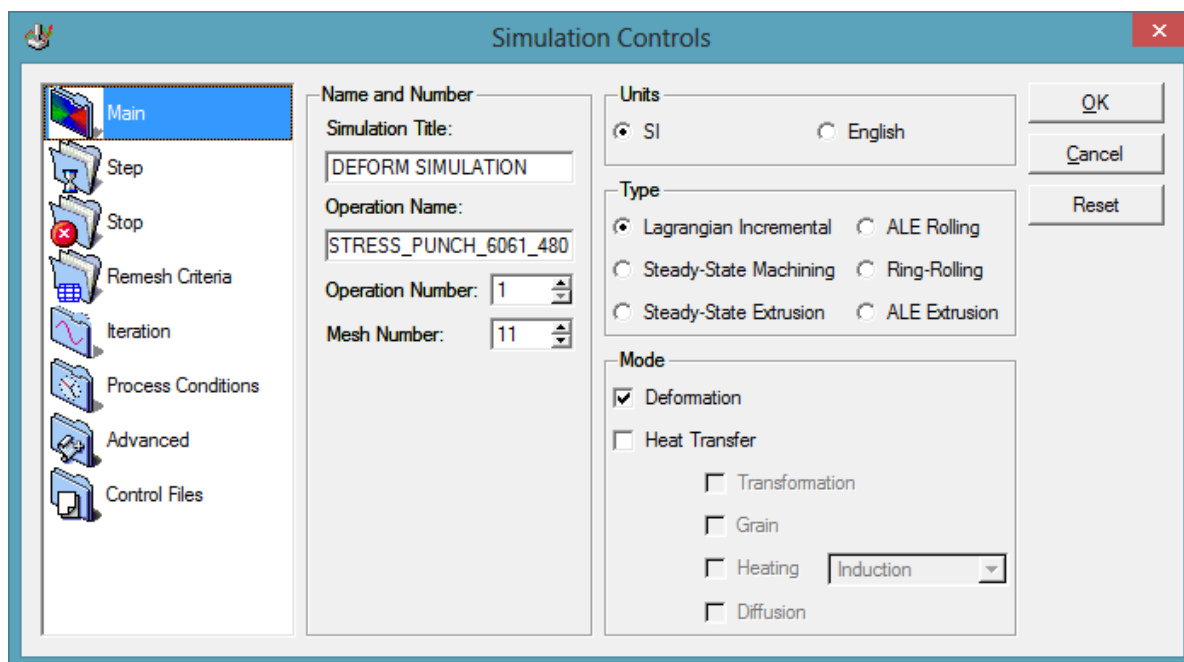 Simulation Controls
Main
Step
Stop
Remesh Criteria
Iteration
Process Conditions
Advanced
Control Files
Name and Number
Simulation Title:
DEFORM SIMULATION
Operation Name:
STRESS_PUNCH_6061_480
Operation Number: 1
Mesh Number: 11
Units
SI English
Type
Lagrangian Incremental ALE Rolling
Steady-State Machining Ring-Rolling
Steady-State Extrusion ALE Extrusion
Mode
Deformation
Heat Transfer
Transformation
Grain
Heating Induction
Diffusion
OK
Cancel
Reset